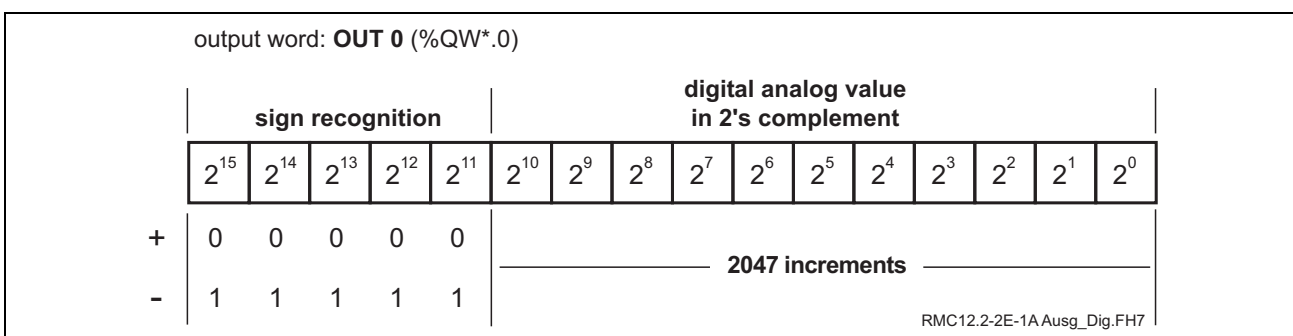 output word: OUT 0 (%QW*.0)
digital analog value
sign recognition in 2's complement
2^15 2^14 2^13 2^12 2^11 2^10 2^9 2^8 2^7 2^6 2^5 2^4 2^3 2^2 2^1 2^0
+ 0 0 0 0 0
2047 increments
- 1 1 1 1 1
RMC12.2-2E-1A Ausg_Dig.FH7